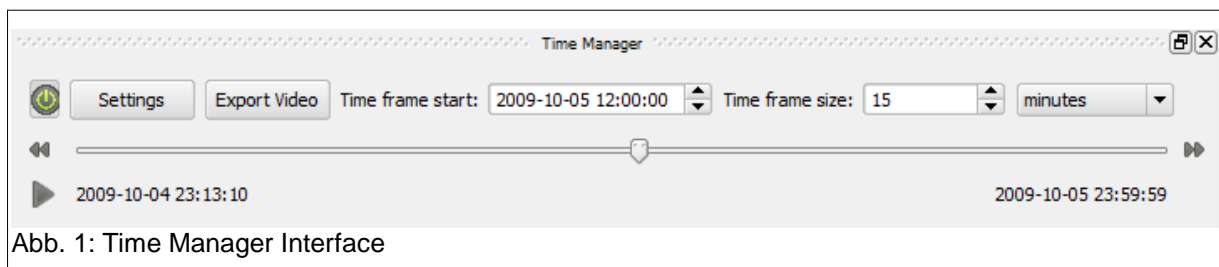 Time Manager
Settings Export Video Time frame start: 2009-10-05 12:00:00 Time frame size: 15 minutes
2009-10-04 23:13:10 2009-10-05 23:59:59
Abb. 1: Time Manager Interface